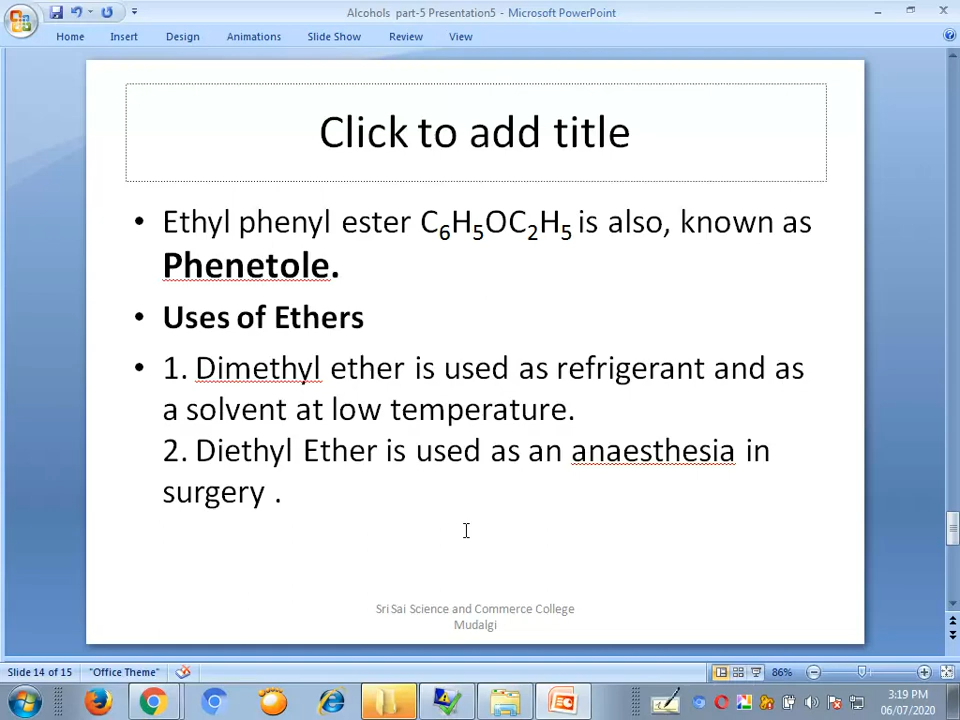 Alcohols part-5 Presentation5 - Microsoft PowerPoint
Home Insert Design Animations Slide Show Review View
Click to add title
• Ethyl phenyl ester C₆H₅OC₂H₅ is also, known as
Phenetole.
• Uses of Ethers
• 1. Dimethyl ether is used as refrigerant and as
a solvent at low temperature.
2. Diethyl Ether is used as an anaesthesia in
surgery .
Sri Sai Science and Commerce College
Mudalgi
Slide 14 of 15 "Office Theme" 86%
3:19 PM
06/07/2020